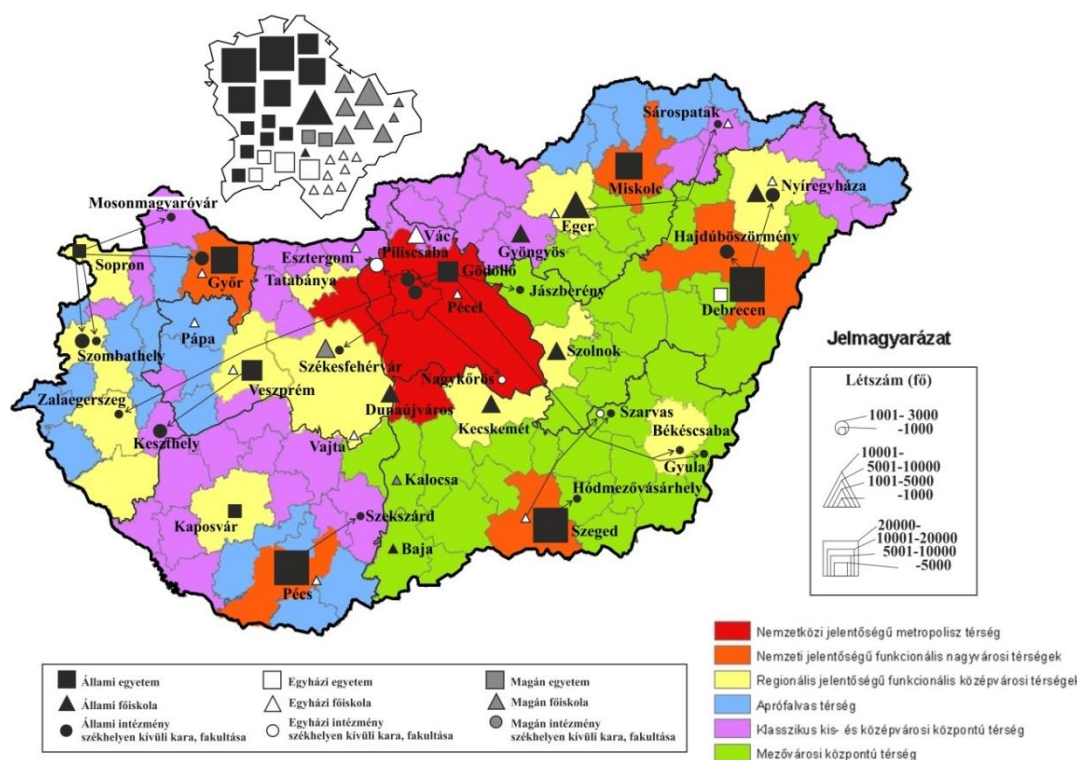 Sárospatak
Mosonmagyaróvár
Miskolc
Nyíregyháza
Sopron
Győr
Esztergom
Vác
Piliscsaba
Tatabánya
Gödöllő
Gyöngyös
Eger
Hajdúböszörmény
Jászberény
Debrecen
Pécel
Pápa
Szombathely
Székesfehérvár
Veszprém
Szolnok
Zalaegerszeg
Nagykőrös
Dunaújváros
Keszthely
Kecskemét
Szarvas
Békéscsaba
Vajta
Gyula
Kalocsa
Hódmezővásárhely
Kaposvár
Szekszárd
Szeged
Baja
Pécs
Jelmagyarázat
Létszám (fő)
1001- 3000
-1000
10001-
5001-10000
1001-5000
-1000
20000-
10001-20000
5001-10000
-5000
Nemzetközi jelentőségű metropolisz térség
Nemzeti jelentőségű funkcionális nagyvárosi térségek
Regionális jelentőségű funkcionális középvárosi térségek
Aprófalvas térség
Klasszikus kis- és középvárosi központú térség
Mezővárosi központú térség
Állami egyetem
Állami főiskola
Állami intézmény
székhelyen kívüli kara, fakultása
Egyházi egyetem
Egyházi főiskola
Egyházi intézmény
székhelyen kívüli kara, fakultása
Magán egyetem
Magán főiskola
Magán intézmény
székhelyen kívüli kara, fakultása